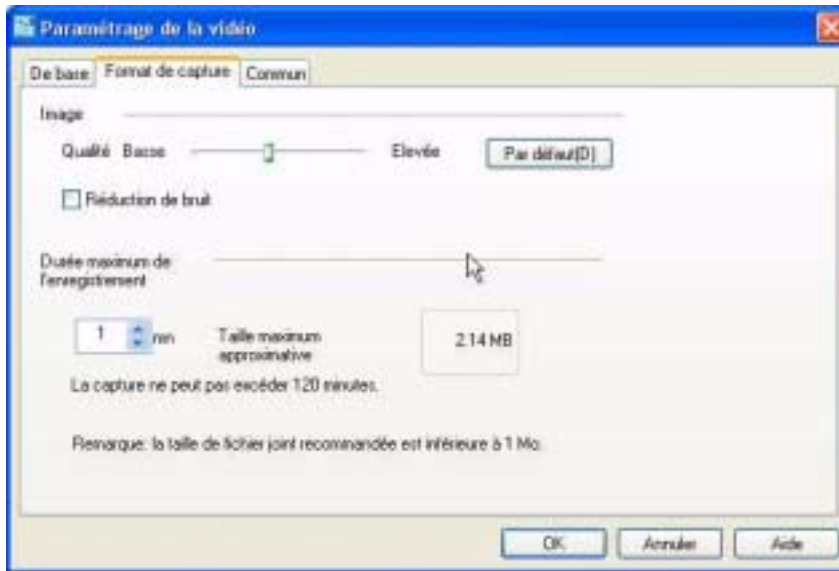 Paramétrage de la vidéo
De base Format de capture Commun
Image
Qualité Basse Elevée Par défaut(D)
Réduction de bruit
Durée maximum de
l'enregistrement
1 min Taille maximum
approximative 2.14 MB
La capture ne peut pas excéder 120 minutes.
Remarque: la taille de fichier joint recommandée est inférieure à 1 Mo.
OK Annuler Aide